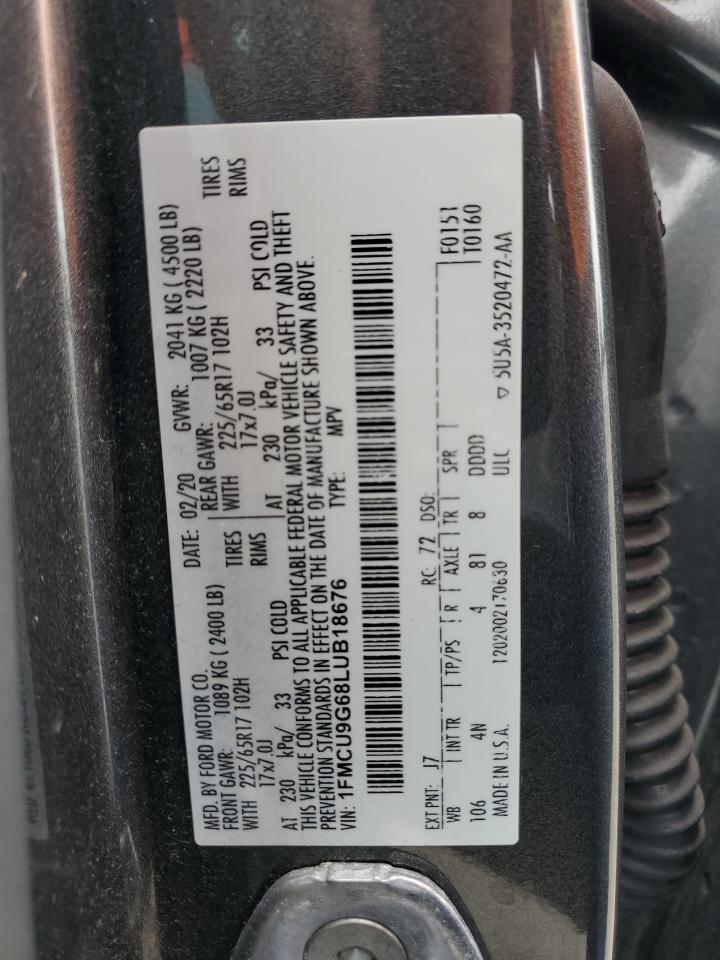 MFD. BY FORD MOTOR CO.
DATE: 02/20 GVWR: 2041 KG ( 4500 LB)
FRONT GAWR: 1089 KG ( 2400 LB) REAR GAWR: 1007 KG ( 2220 LB)
WITH 225/65R17 102H TIRES WITH 225/65R17 102H TIRES
17x7.0J RIMS 17x7.0J RIMS
AT 230 kPa/ 33 PSI COLD AT 230 kPa/ 33 PSI COLD
THIS VEHICLE CONFORMS TO ALL APPLICABLE FEDERAL MOTOR VEHICLE SAFETY AND THEFT
PREVENTION STANDARDS IN EFFECT ON THE DATE OF MANUFACTURE SHOWN ABOVE.
VIN: 1FMCU9G68LUB18676 TYPE: MPV
EXT PNT: J7 RC: 72 DSO: F0151
WB INT TR TP/PS R AXLE TR SPR T0160
106 4N 4 81 8 DDDD
MADE IN U.S.A. 1202002170630 ULC ▽ 5U5A-3520472-AA